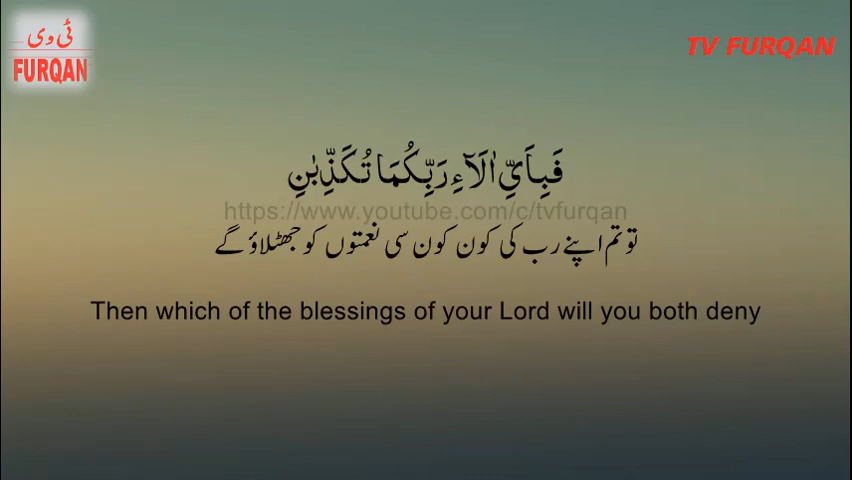 ٹی وی
FURQAN
TV FURQAN
فَبِاَيِّ اٰلَآءِ رَبِّكُمَا تُكَذِّبٰنِ
https://www.youtube.com/c/tvfurqan
تو تم اپنے رب کی کون کون سی نعمتوں کو جھٹلاؤ گے
Then which of the blessings of your Lord will you both deny